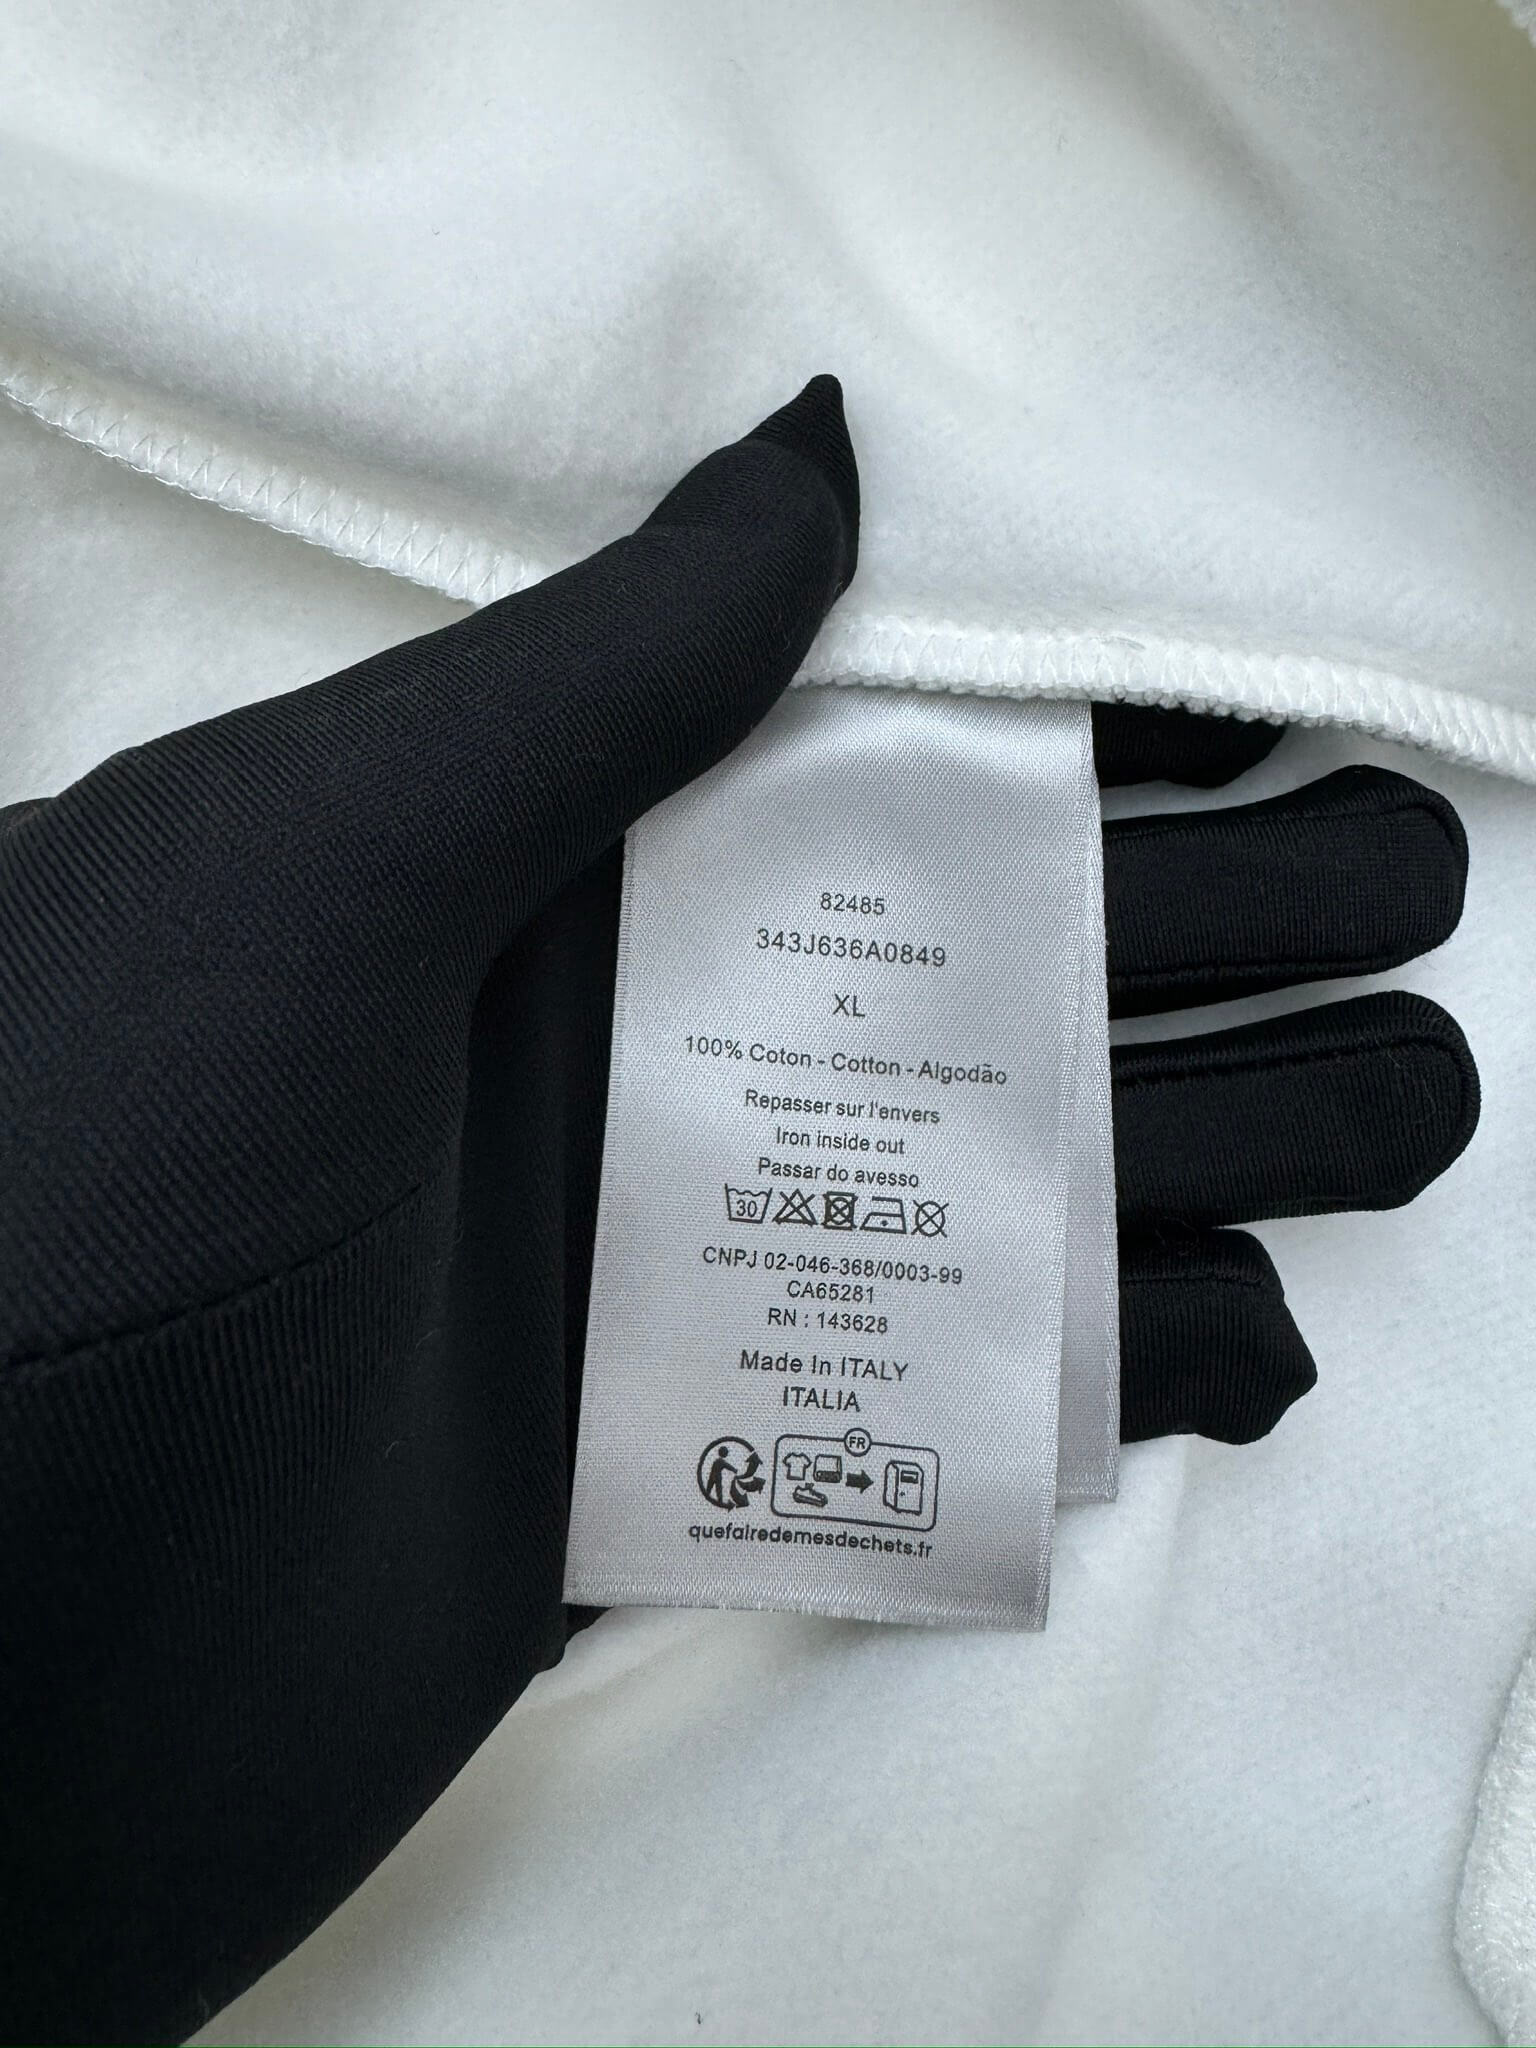 82485
343J636A0849
XL
100% Coton - Cotton - Algodão
Repasser sur l'envers
Iron inside out
Passar do avesso
30
CNPJ 02-046-368/0003-99
CA65281
RN : 143628
Made In ITALY
ITALIA
FR
quefairedemesdechets.fr